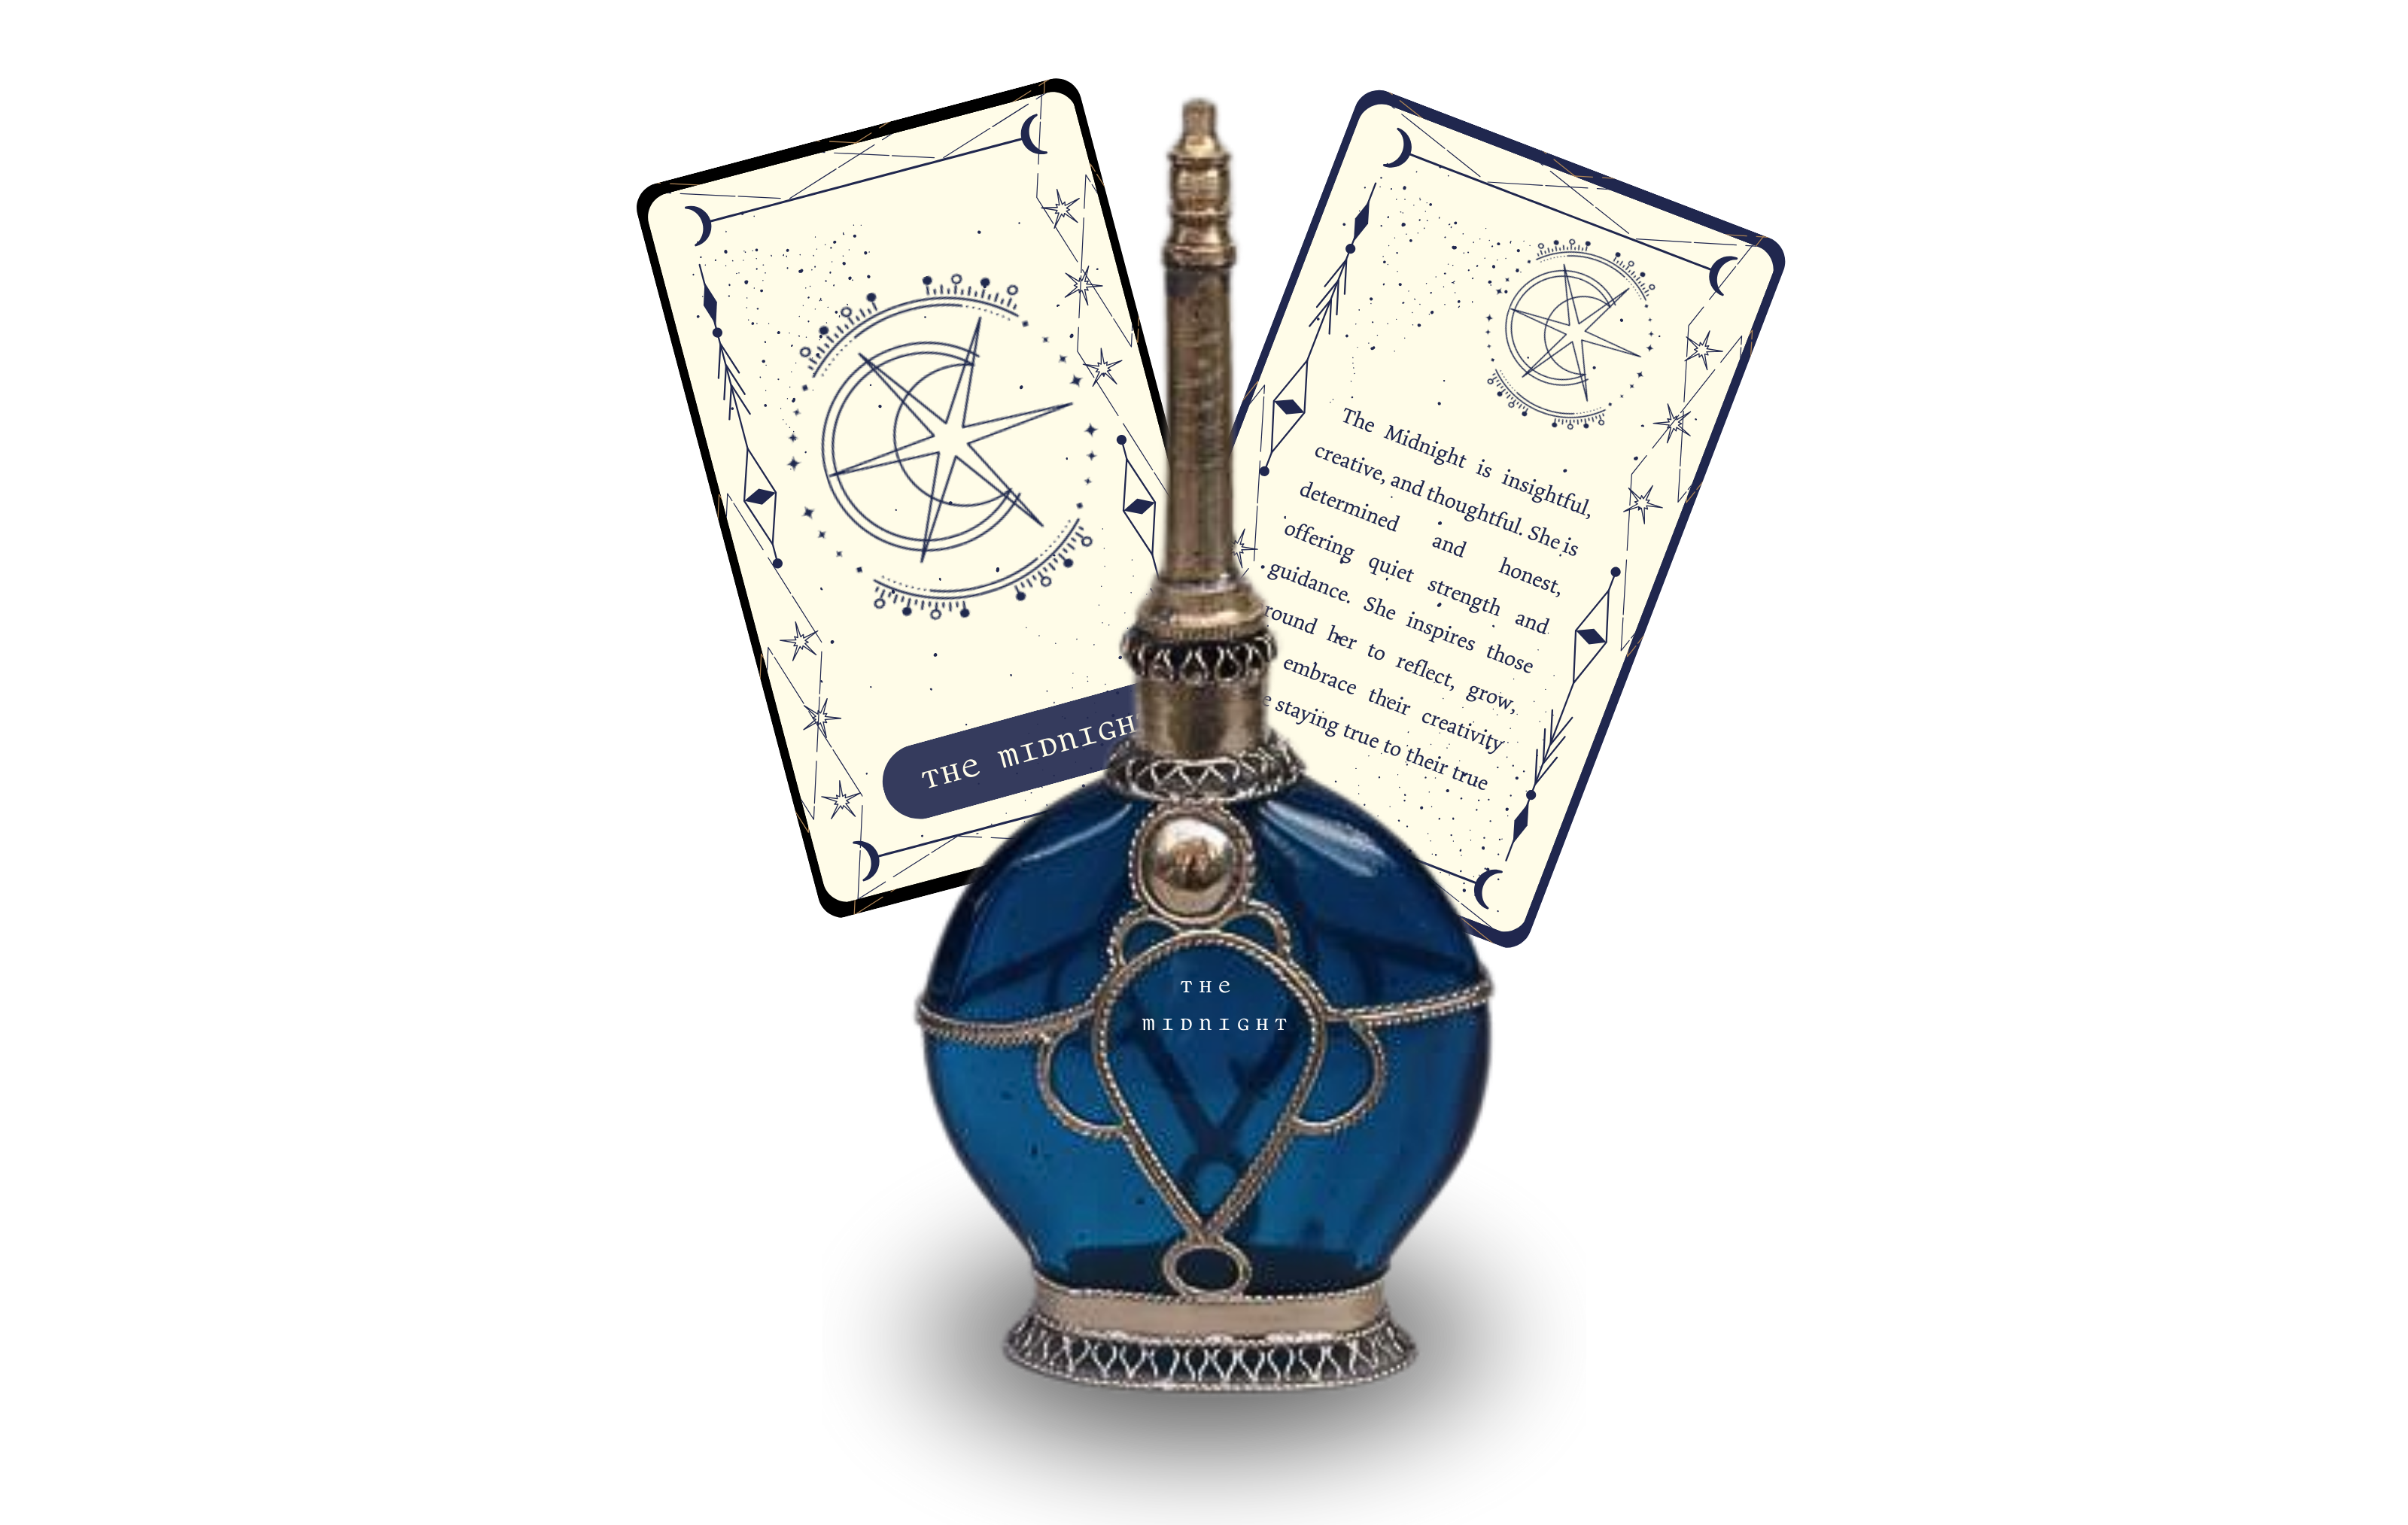 THE MIDNIGHT
The Midnight is insightful,
creative, and thoughtful. She is
determined and honest,
offering quiet strength and
guidance. She inspires those
round her to reflect, grow,
embrace their creativity
e staying true to their true
THE
MIDNIGHT